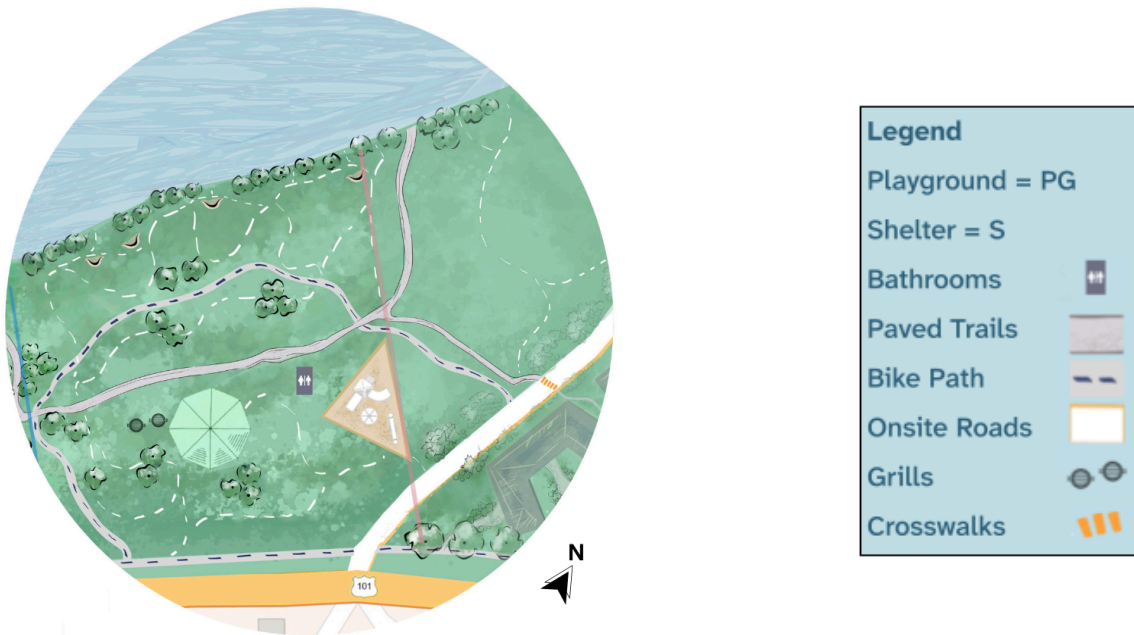 N
101
Legend
Playground = PG
Shelter = S
Bathrooms
Paved Trails
Bike Path
Onsite Roads
Grills
Crosswalks